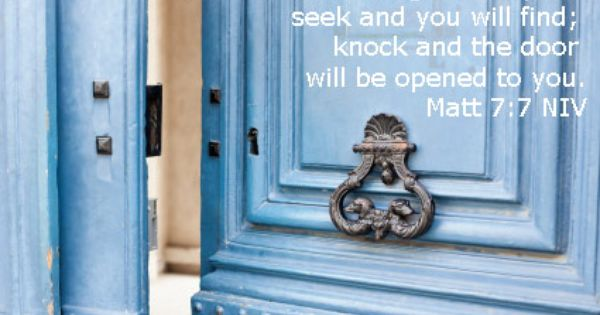 seek and you will find;
knock and the door
will be opened to you.
Matt 7:7 NIV